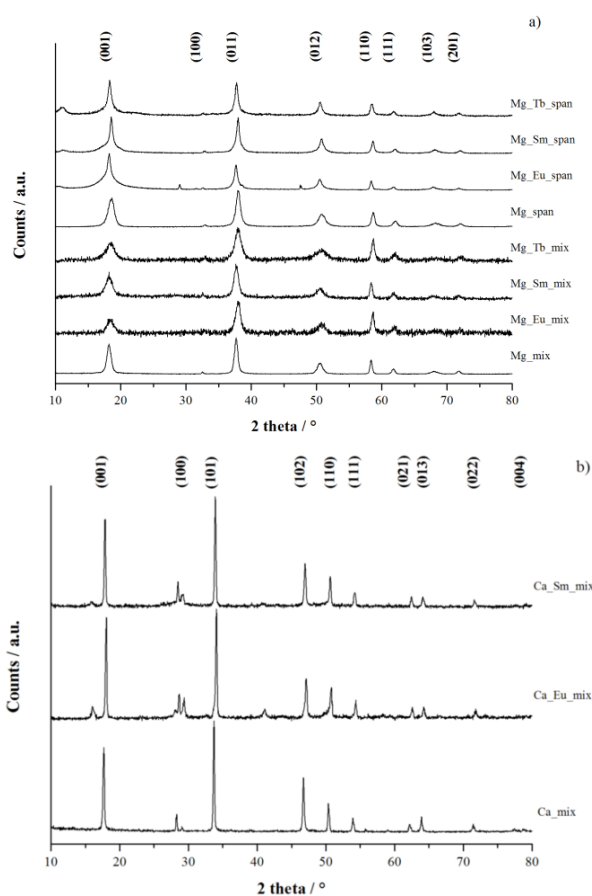 a)
(001) (100) (011) (012) (110) (111) (103) (201)
Mg_Tb_span
Mg_Sm_span
Mg_Eu_span
Mg_span
Mg_Tb_mix
Mg_Sm_mix
Mg_Eu_mix
Mg_mix
Counts / a.u.
10 20 30 40 50 60 70 80
2 theta / °
b)
(001) (100) (101) (102) (110) (111) (021) (013) (022) (004)
Ca_Sm_mix
Ca_Eu_mix
Ca_mix
Counts / a.u.
10 20 30 40 50 60 70 80
2 theta / °